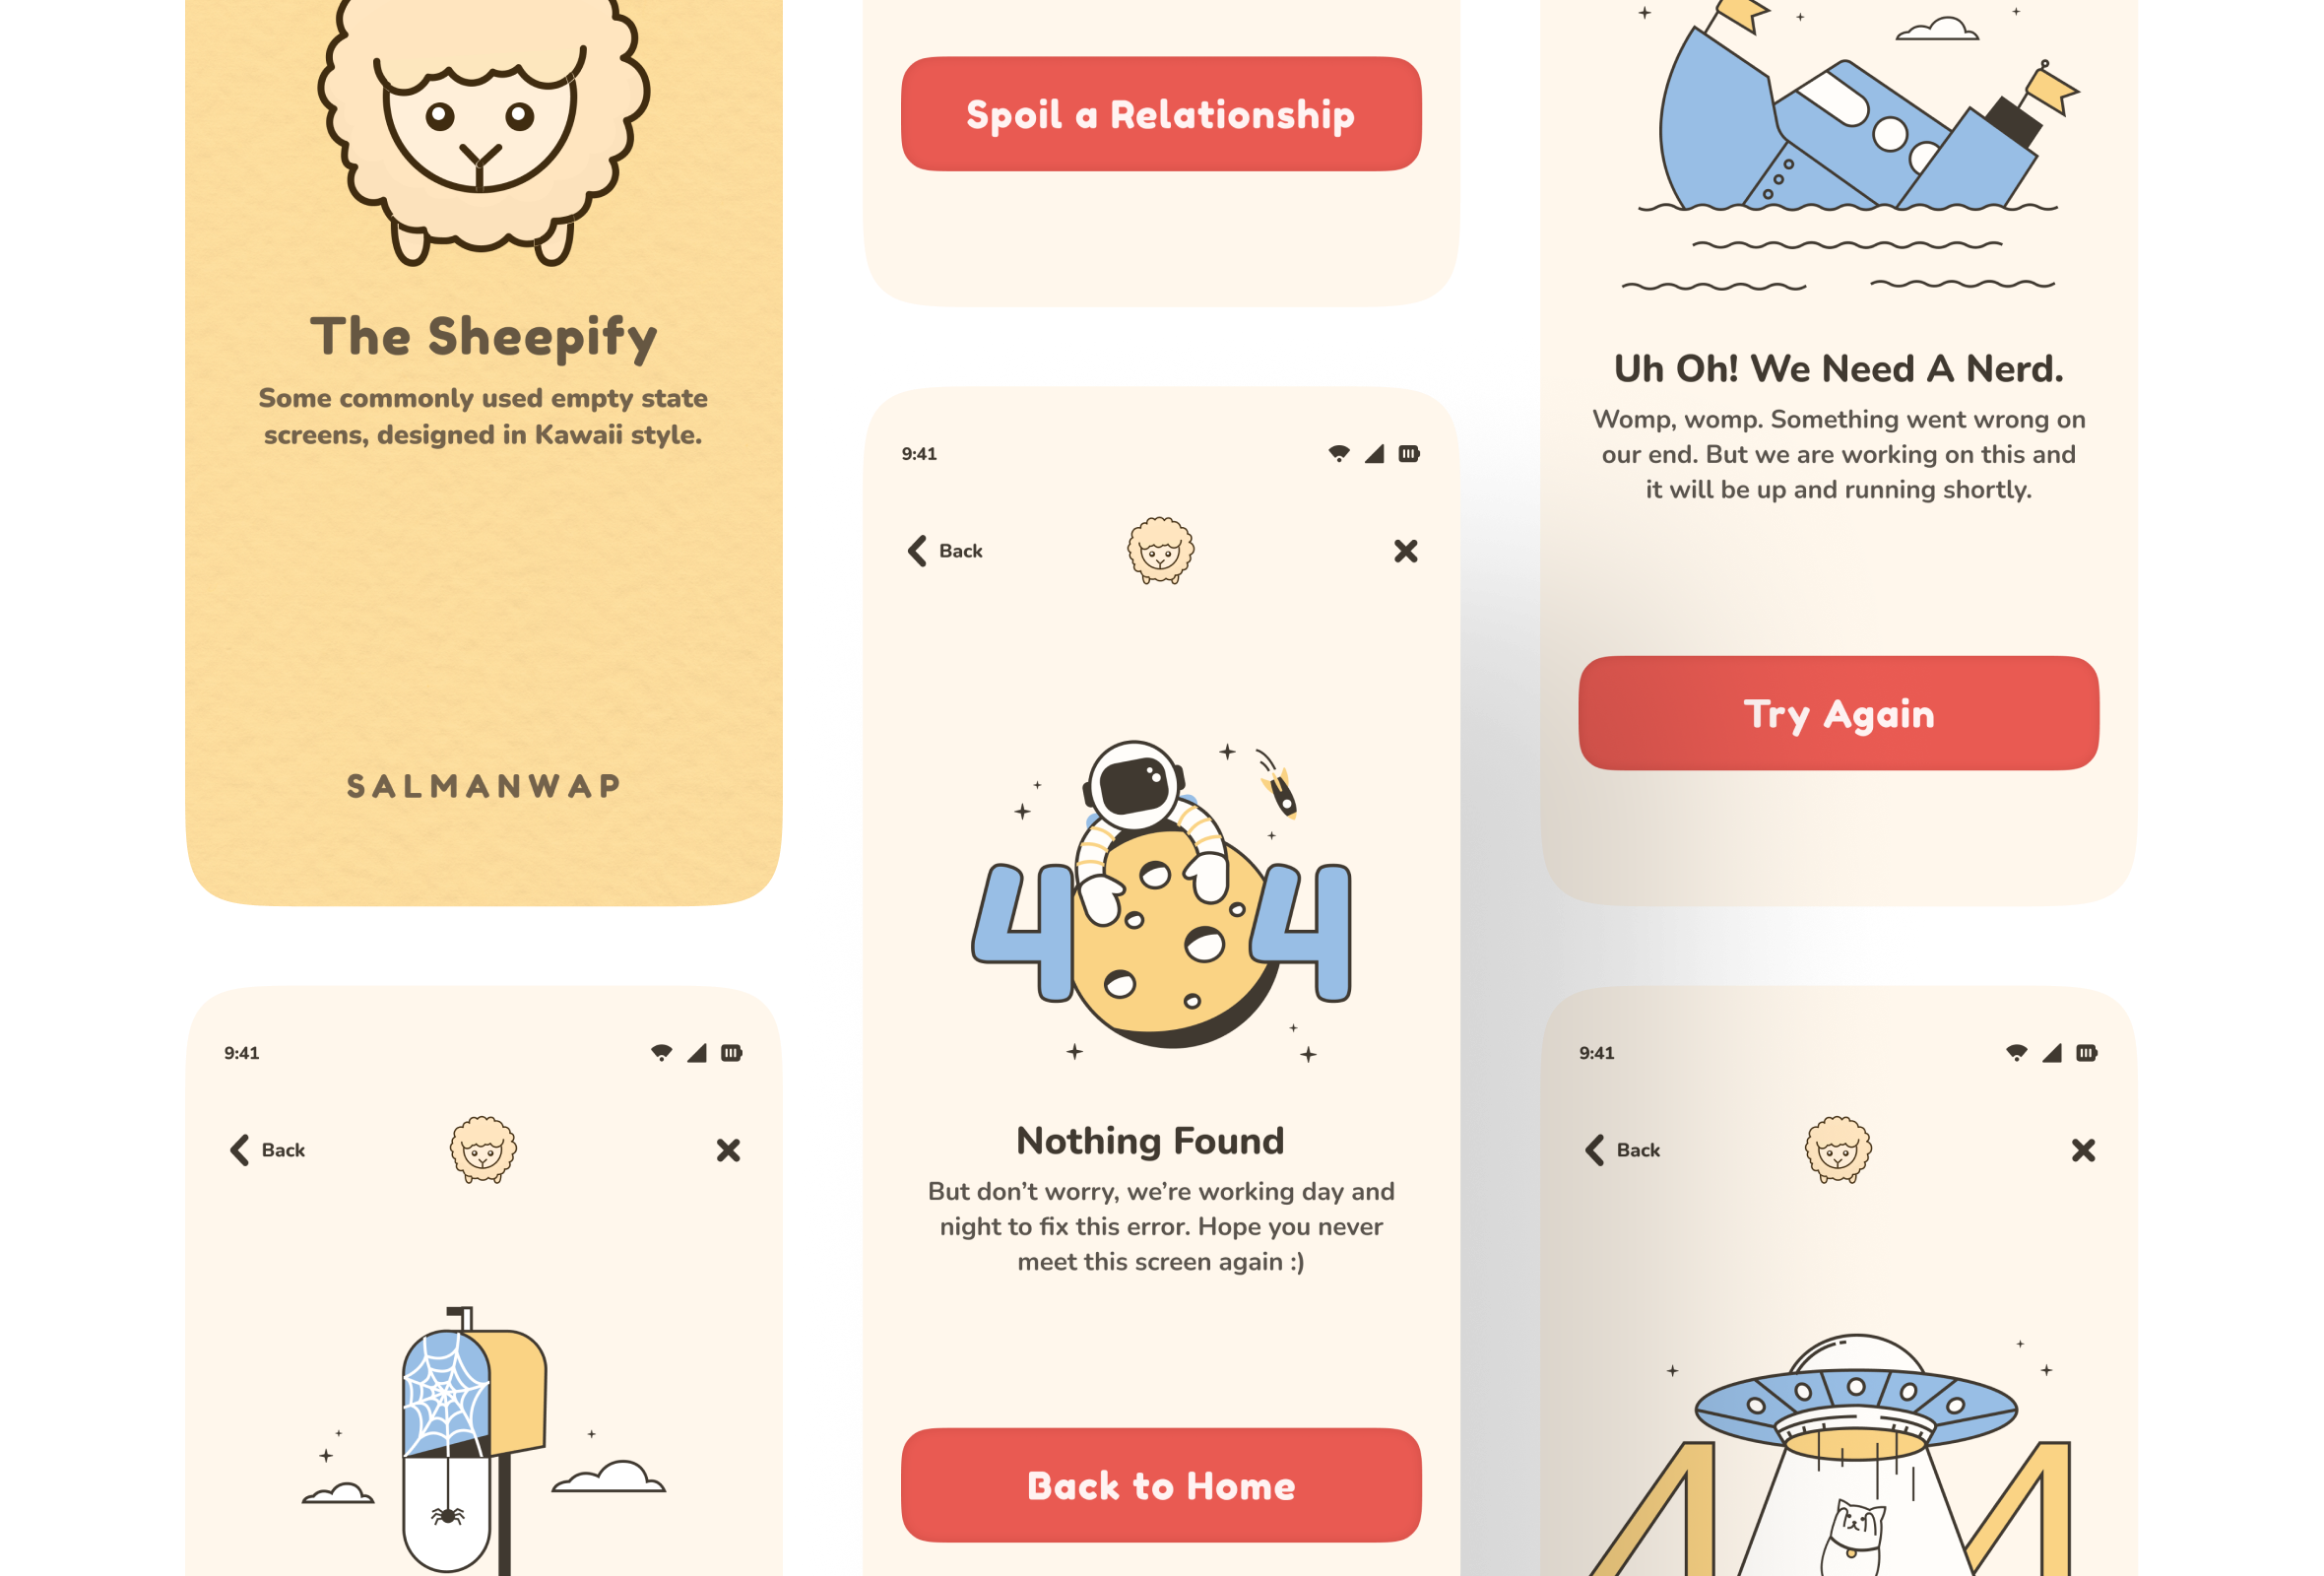 The Sheepify
Some commonly used empty state
screens, designed in Kawaii style.
SALMANWAP
9:41
Back
Spoil a Relationship
9:41
Back
4 4
Nothing Found
But don’t worry, we’re working day and
night to fix this error. Hope you never
meet this screen again :)
Back to Home
Uh Oh! We Need A Nerd.
Womp, womp. Something went wrong on
our end. But we are working on this and
it will be up and running shortly.
Try Again
9:41
Back
4 4